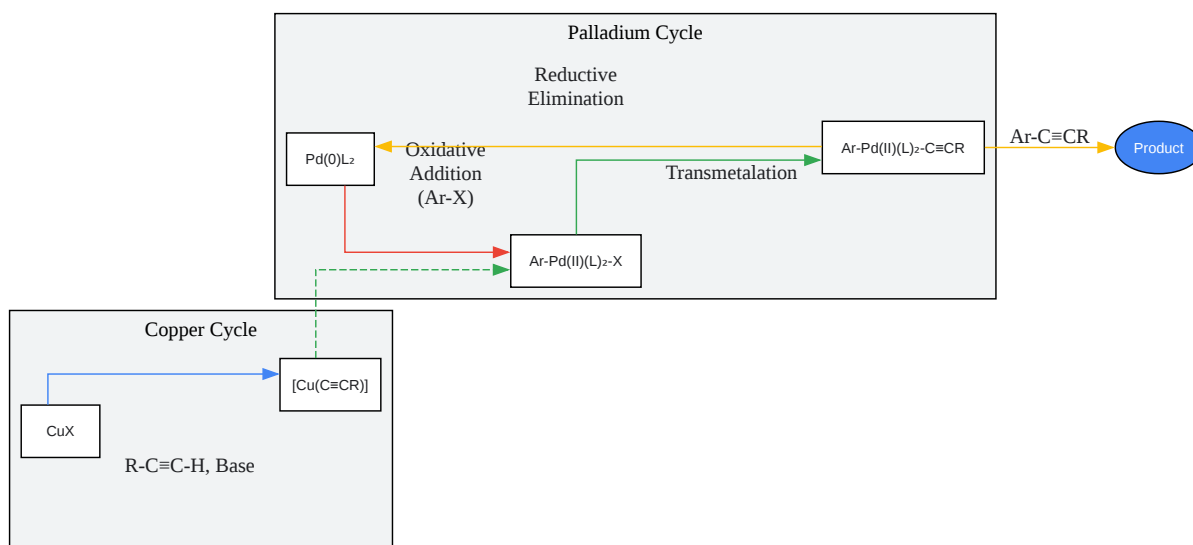 Palladium Cycle
Reductive
Elimination
Pd(0)L₂
Oxidative
Addition
(Ar-X)
Transmetalation
Ar-Pd(II)(L)₂-C≡CR
Ar-C≡CR
Product
Ar-Pd(II)(L)₂-X
Copper Cycle
[Cu(C≡CR)]
CuX
R-C≡C-H, Base